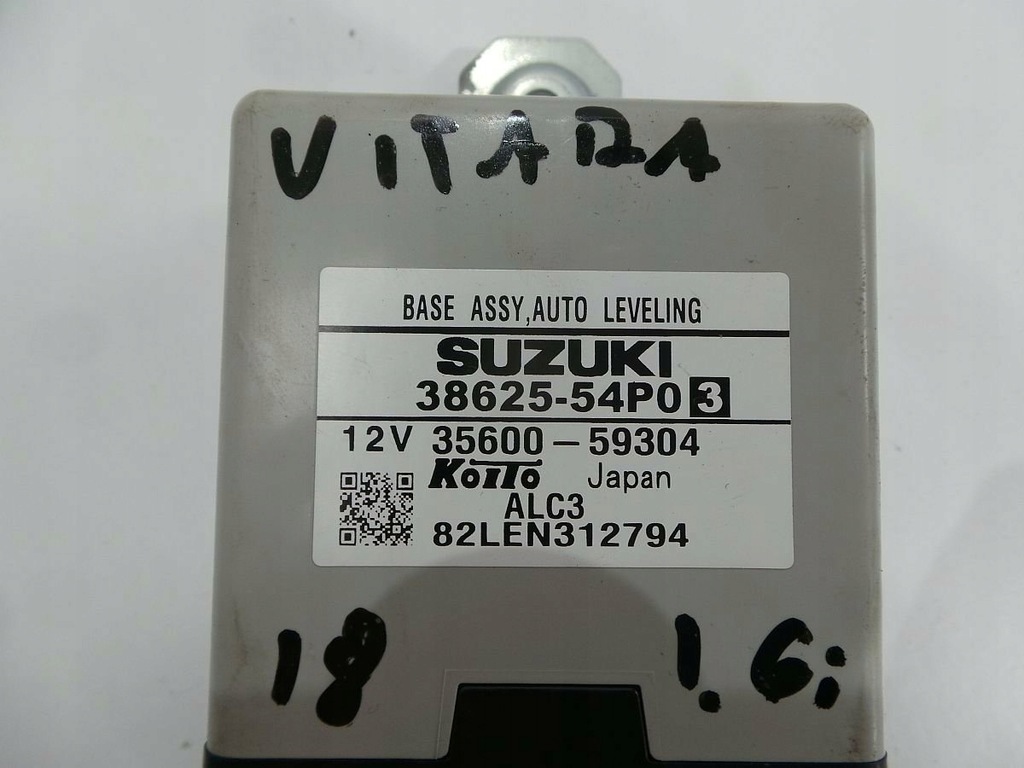 VITARA
BASE ASSY,AUTO LEVELING
SUZUKI
38625-54P0 3
12V 35600-59304
KOITO Japan
ALC3
82LEN312794
18 1.6i